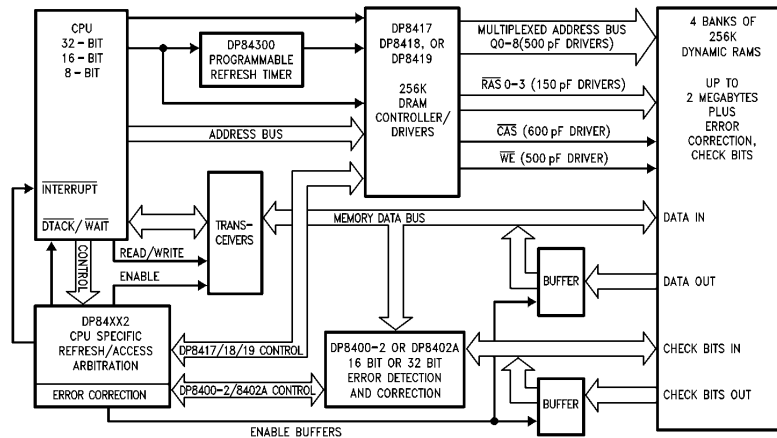 CPU
32-BIT
16-BIT
8-BIT
INTERRUPT
DTACK/WAIT
DP84300
PROGRAMMABLE
REFRESH TIMER
ADDRESS BUS
DP8417
DP8418, OR
DP8419
256K
DRAM
CONTROLLER/
DRIVERS
MULTIPLEXED ADDRESS BUS
Q0-8(500 pF DRIVERS)
RAS 0-3 (150 pF DRIVERS)
CAS (600 pF DRIVER)
WE (500 pF DRIVER)
4 BANKS OF
256K
DYNAMIC RAMS
UP TO
2 MEGABYTES
PLUS
ERROR
CORRECTION,
CHECK BITS
DATA IN
DATA OUT
CHECK BITS IN
CHECK BITS OUT
TRANS-
CEIVERS
MEMORY DATA BUS
CONTROL
READ/WRITE
ENABLE
BUFFER
DP84XX2
CPU SPECIFIC
REFRESH/ACCESS
ARBITRATION
ERROR CORRECTION
DP8417/18/19 CONTROL
DP8400-2/8402A CONTROL
DP8400-2 OR DP8402A
16 BIT OR 32 BIT
ERROR DETECTION
AND CORRECTION
BUFFER
ENABLE BUFFERS